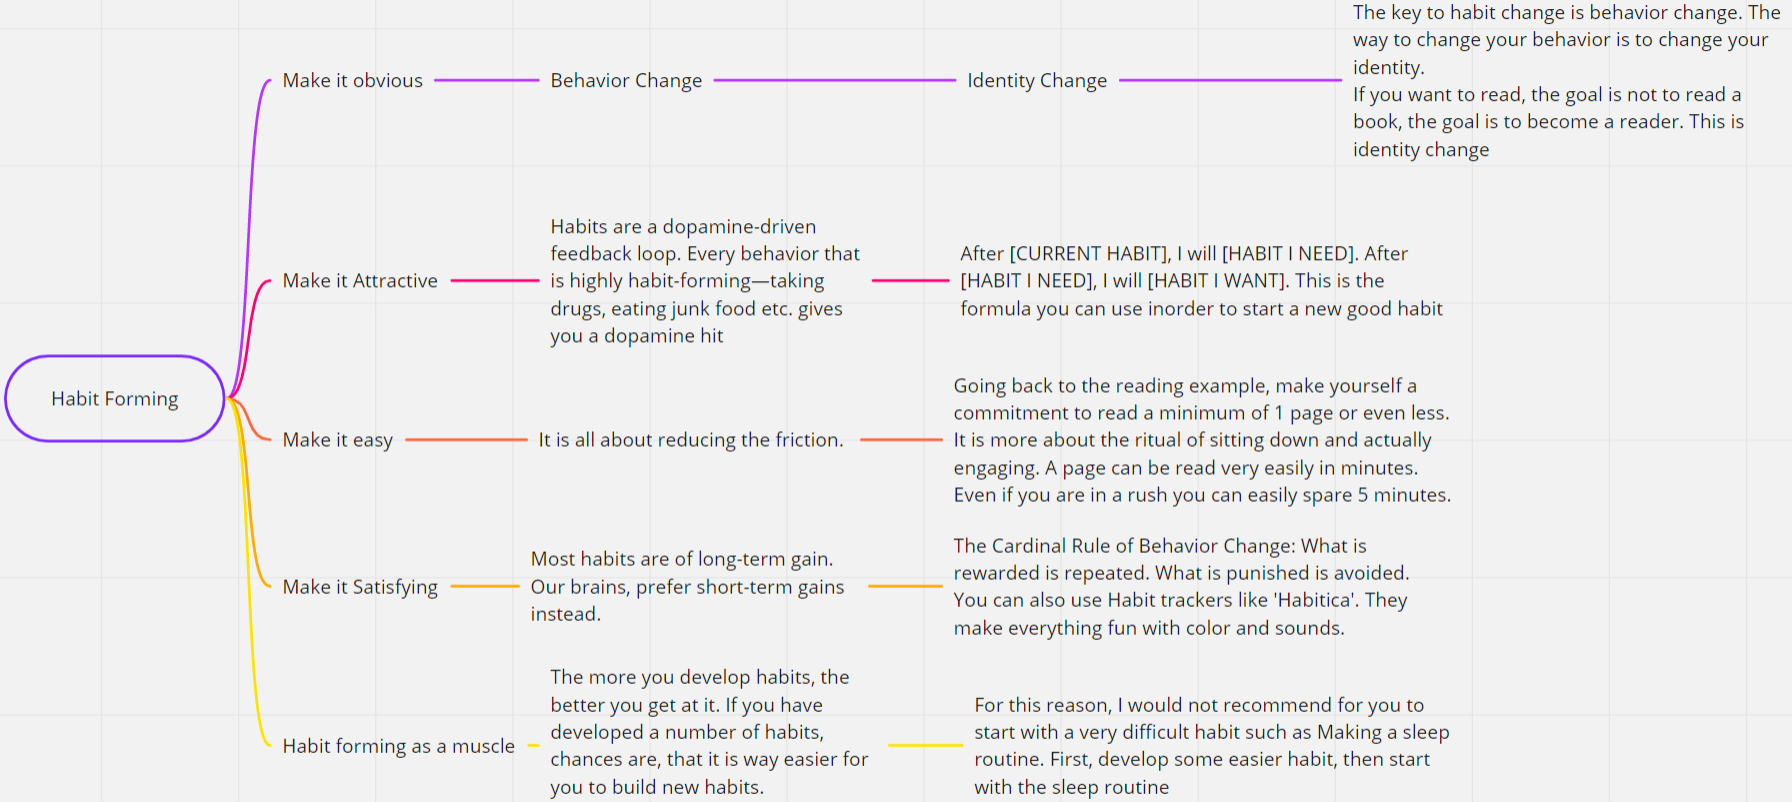 Habit Forming
Make it obvious
Behavior Change
Identity Change
The key to habit change is behavior change. The
way to change your behavior is to change your
identity.
If you want to read, the goal is not to read a
book, the goal is to become a reader. This is
identity change
Make it Attractive
Habits are a dopamine-driven
feedback loop. Every behavior that
is highly habit-forming—taking
drugs, eating junk food etc. gives
you a dopamine hit
After [CURRENT HABIT], I will [HABIT I NEED]. After
[HABIT I NEED], I will [HABIT I WANT]. This is the
formula you can use inorder to start a new good habit
Make it easy
It is all about reducing the friction.
Going back to the reading example, make yourself a
commitment to read a minimum of 1 page or even less.
It is more about the ritual of sitting down and actually
engaging. A page can be read very easily in minutes.
Even if you are in a rush you can easily spare 5 minutes.
Make it Satisfying
Most habits are of long-term gain.
Our brains, prefer short-term gains
instead.
The Cardinal Rule of Behavior Change: What is
rewarded is repeated. What is punished is avoided.
You can also use Habit trackers like 'Habitica'. They
make everything fun with color and sounds.
Habit forming as a muscle
The more you develop habits, the
better you get at it. If you have
developed a number of habits,
chances are, that it is way easier for
you to build new habits.
For this reason, I would not recommend for you to
start with a very difficult habit such as Making a sleep
routine. First, develop some easier habit, then start
with the sleep routine